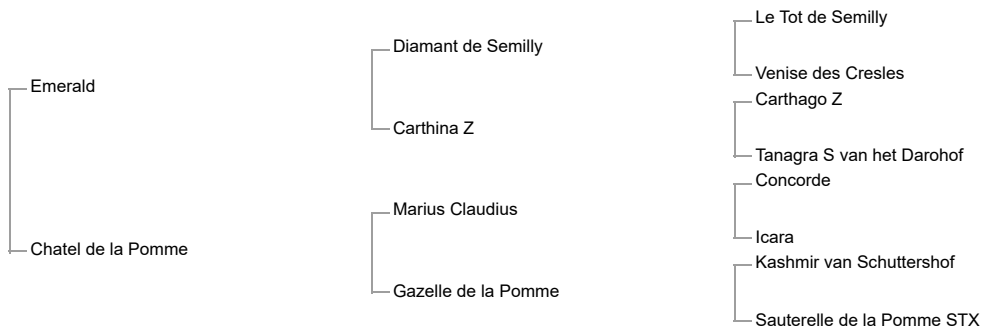 Le Tot de Semilly
Diamant de Semilly
Venise des Cresles
Emerald
Carthago Z
Carthina Z
Tanagra S van het Darohof
Concorde
Marius Claudius
Icara
Chatel de la Pomme
Kashmir van Schuttershof
Gazelle de la Pomme
Sauterelle de la Pomme STX